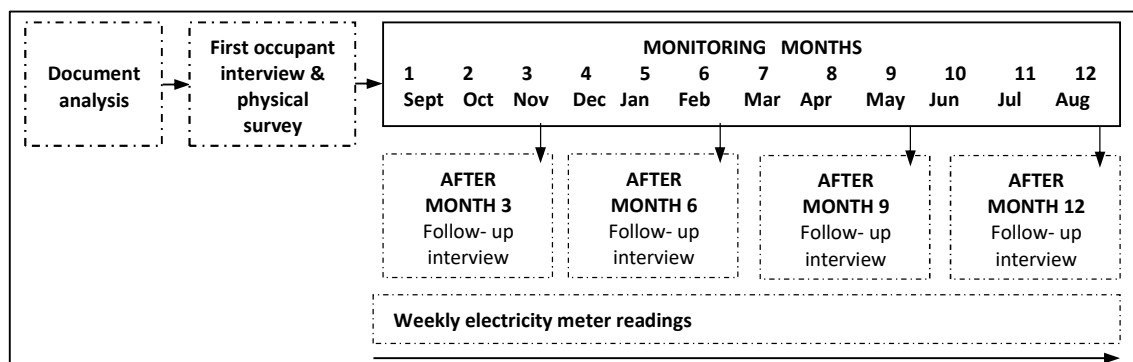 Document
analysis
First occupant
interview &
physical
survey
MONITORING MONTHS
1 2 3 4 5 6 7 8 9 10 11 12
Sept Oct Nov Dec Jan Feb Mar Apr May Jun Jul Aug
AFTER
MONTH 3
Follow- up
interview
AFTER
MONTH 6
Follow- up
interview
AFTER
MONTH 9
Follow- up
interview
AFTER
MONTH 12
Follow- up
interview
Weekly electricity meter readings